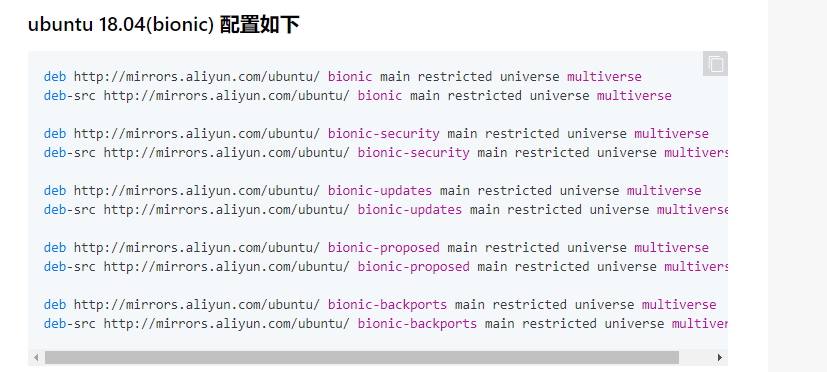 ubuntu 18.04(bionic) 配置如下
deb http://mirrors.aliyun.com/ubuntu/ bionic main restricted universe multiverse
deb-src http://mirrors.aliyun.com/ubuntu/ bionic main restricted universe multiverse
deb http://mirrors.aliyun.com/ubuntu/ bionic-security main restricted universe multiverse
deb-src http://mirrors.aliyun.com/ubuntu/ bionic-security main restricted universe multivers
deb http://mirrors.aliyun.com/ubuntu/ bionic-updates main restricted universe multiverse
deb-src http://mirrors.aliyun.com/ubuntu/ bionic-updates main restricted universe multiverse
deb http://mirrors.aliyun.com/ubuntu/ bionic-proposed main restricted universe multiverse
deb-src http://mirrors.aliyun.com/ubuntu/ bionic-proposed main restricted universe multivers
deb http://mirrors.aliyun.com/ubuntu/ bionic-backports main restricted universe multiverse
deb-src http://mirrors.aliyun.com/ubuntu/ bionic-backports main restricted universe multiver